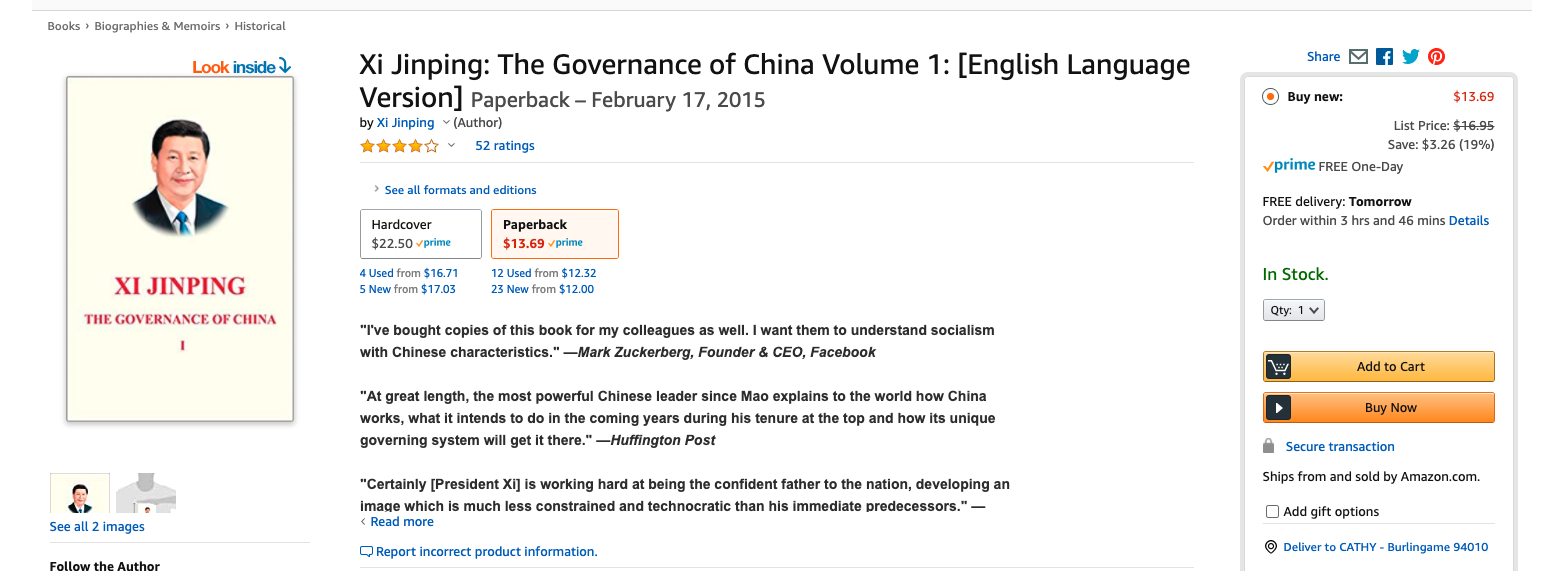 Books › Biographies & Memoirs › Historical
Look inside
XI JINPING
THE GOVERNANCE OF CHINA
I
See all 2 images
Follow the Author
Xi Jinping: The Governance of China Volume 1: [English Language
Version] Paperback – February 17, 2015
by Xi Jinping (Author)
52 ratings
See all formats and editions
Hardcover
$22.50 prime
Paperback
$13.69 prime
4 Used from $16.71
5 New from $17.03
12 Used from $12.32
23 New from $12.00
"I've bought copies of this book for my colleagues as well. I want them to understand socialism
with Chinese characteristics." —Mark Zuckerberg, Founder & CEO, Facebook
"At great length, the most powerful Chinese leader since Mao explains to the world how China
works, what it intends to do in the coming years during his tenure at the top and how its unique
governing system will get it there." —Huffington Post
"Certainly [President Xi] is working hard at being the confident father to the nation, developing an
image which is much less constrained and technocratic than his immediate predecessors." —
‹ Read more
Report incorrect product information.
Share
Buy new: $13.69
List Price: $16.95
Save: $3.26 (19%)
prime FREE One-Day
FREE delivery: Tomorrow
Order within 3 hrs and 46 mins Details
In Stock.
Qty: 1
Add to Cart
Buy Now
Secure transaction
Ships from and sold by Amazon.com.
Add gift options
Deliver to CATHY - Burlingame 94010